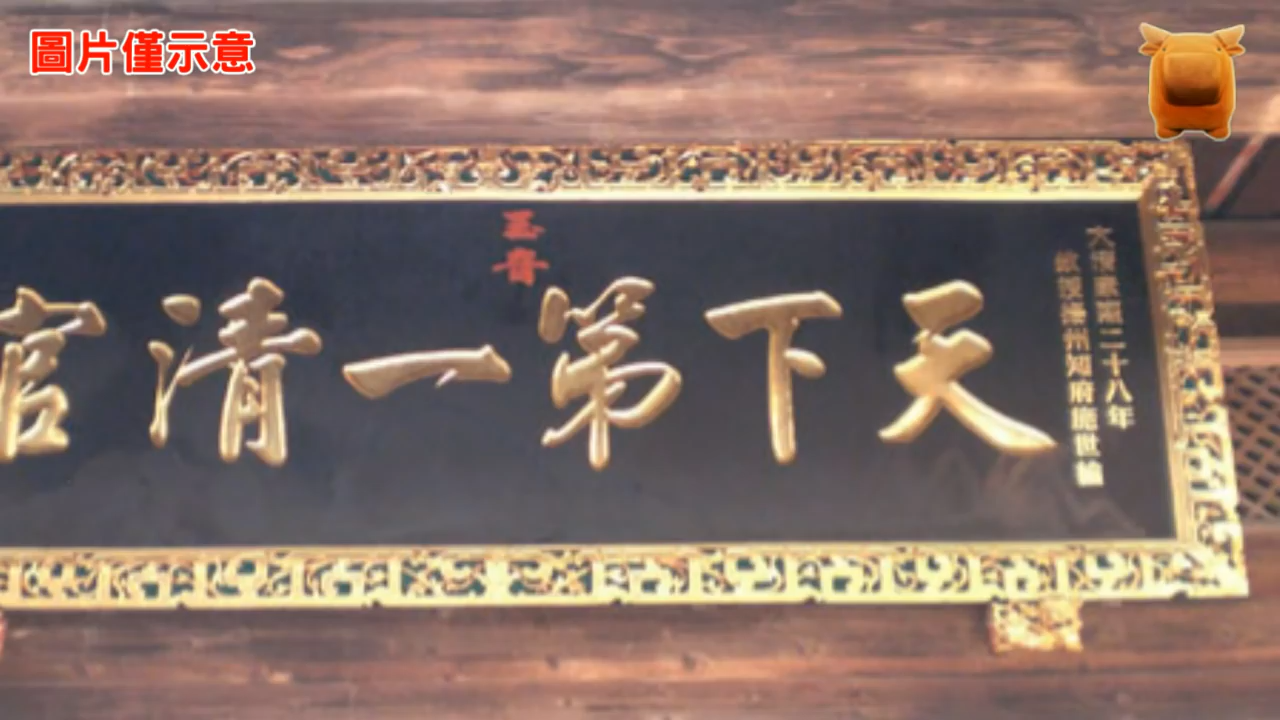 圖片僅示意
大清康熙二十八年
欽授泰州知府施世綸
天下第一清官